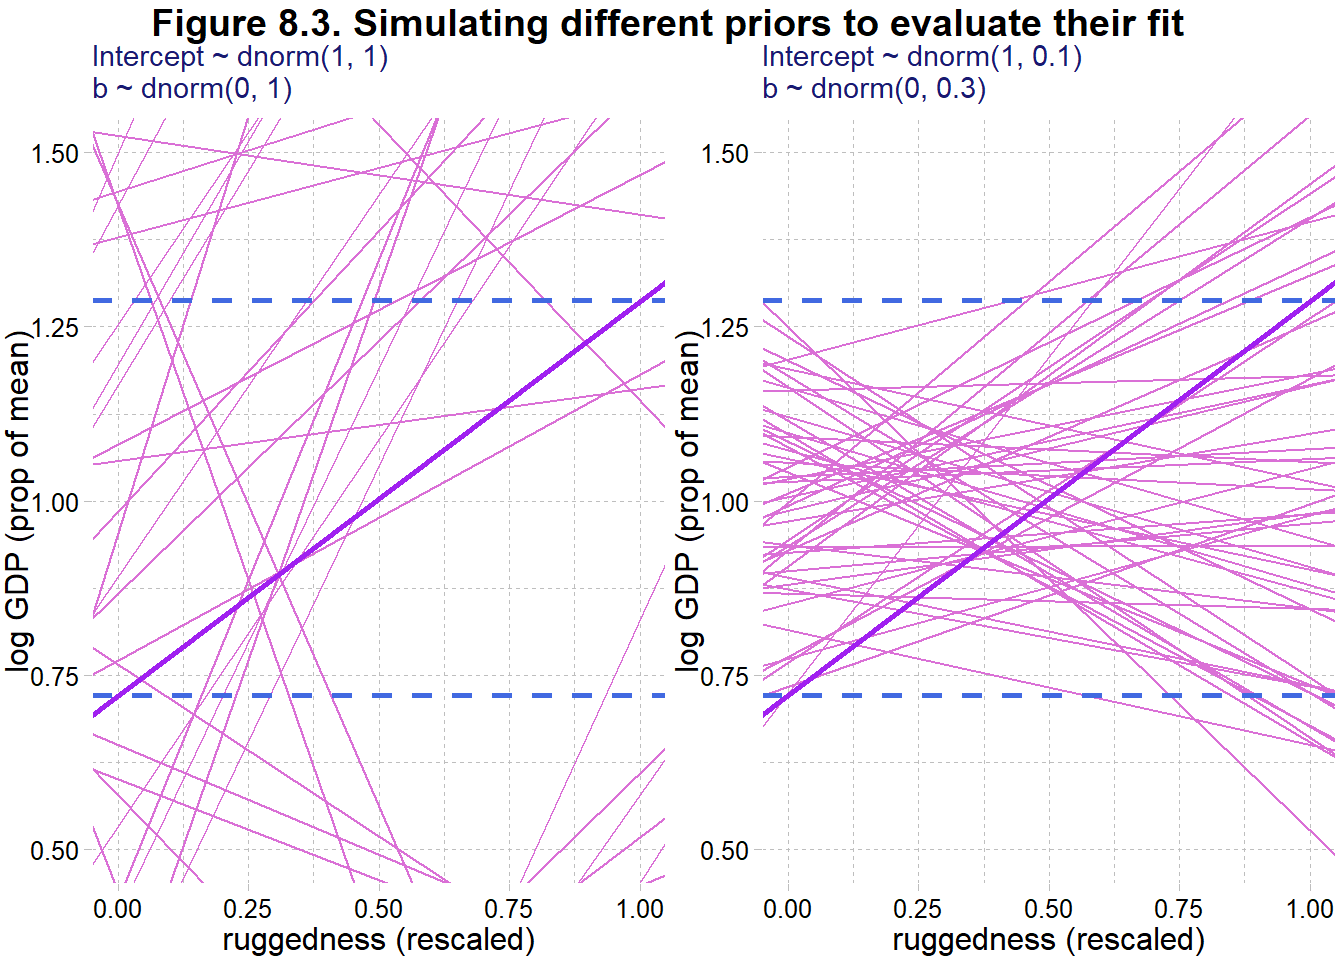 Figure 8.3. Simulating different priors to evaluate their fit
Intercept ~ dnorm(1, 1)
b ~ dnorm(0, 1)
log GDP (prop of mean)
1.50
1.25
1.00
0.75
0.50
0.00 0.25 0.50 0.75 1.00
ruggedness (rescaled)
Intercept ~ dnorm(1, 0.1)
b ~ dnorm(0, 0.3)
log GDP (prop of mean)
1.50
1.25
1.00
0.75
0.50
0.00 0.25 0.50 0.75 1.00
ruggedness (rescaled)